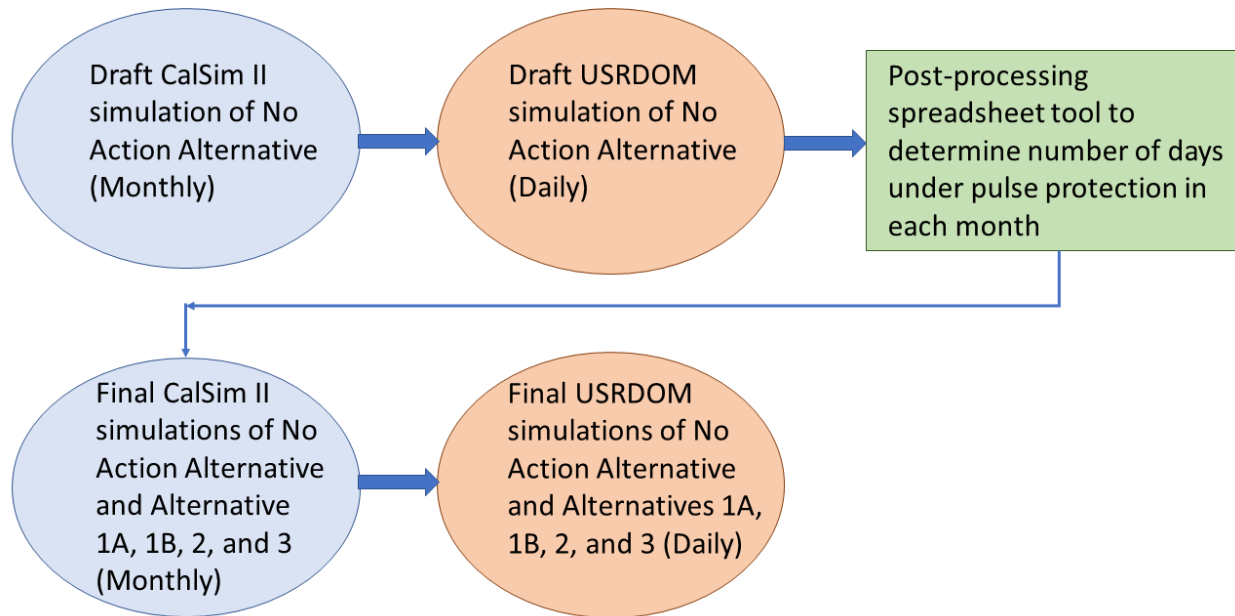 Draft CalSim II
simulation of No
Action Alternative
(Monthly)
Draft USRDOM
simulation of No
Action Alternative
(Daily)
Post-processing
spreadsheet tool to
determine number of days
under pulse protection in
each month
Final CalSim II
simulations of No
Action Alternative
and Alternative
1A, 1B, 2, and 3
(Monthly)
Final USRDOM
simulations of No
Action Alternative
and Alternatives 1A,
1B, 2, and 3 (Daily)